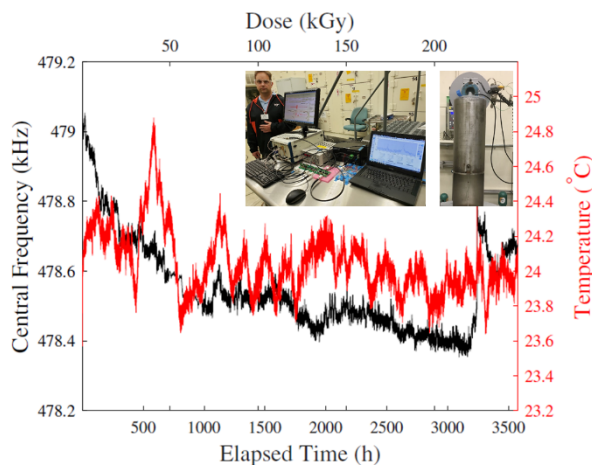 Dose (kGy)
50 100 150 200
479.2
479
478.8
478.6
478.4
478.2
Central Frequency (kHz)
25
24.8
24.6
24.4
24.2
24
23.8
23.6
23.4
23.2
Temperature (°C)
500 1000 1500 2000 2500 3000 3500
Elapsed Time (h)